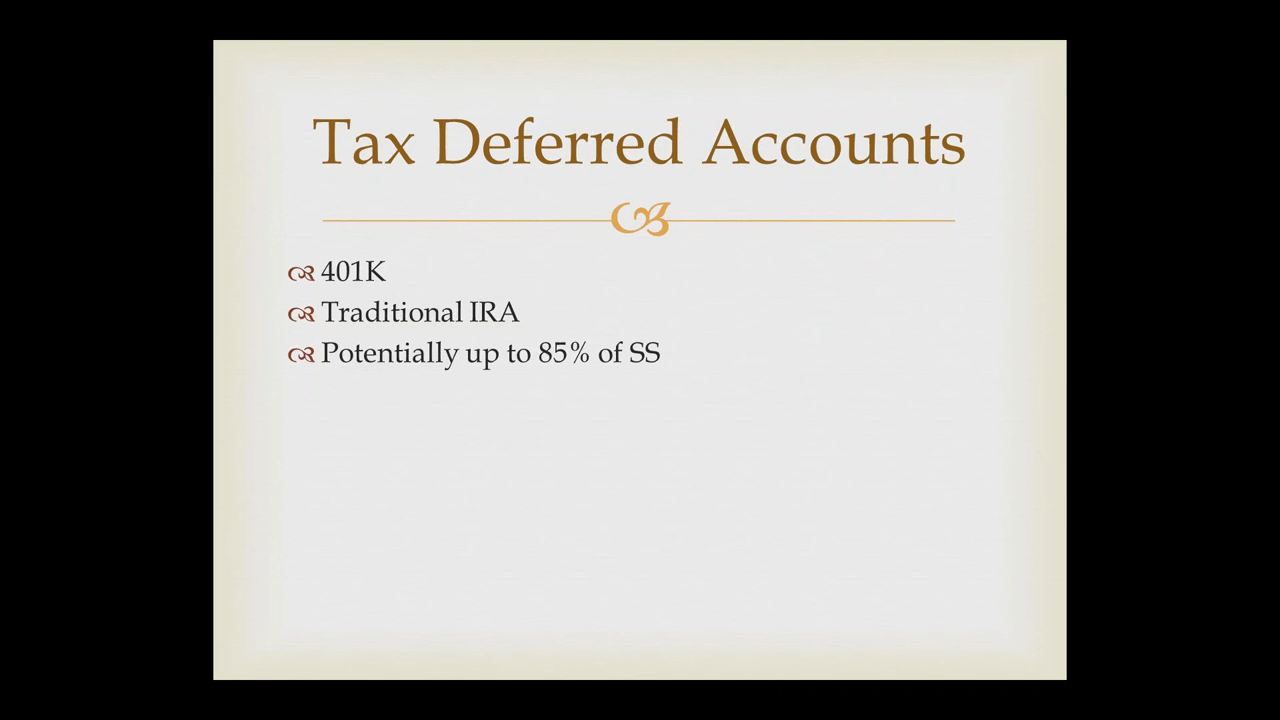 Tax Deferred Accounts
401K
Traditional IRA
Potentially up to 85% of SS